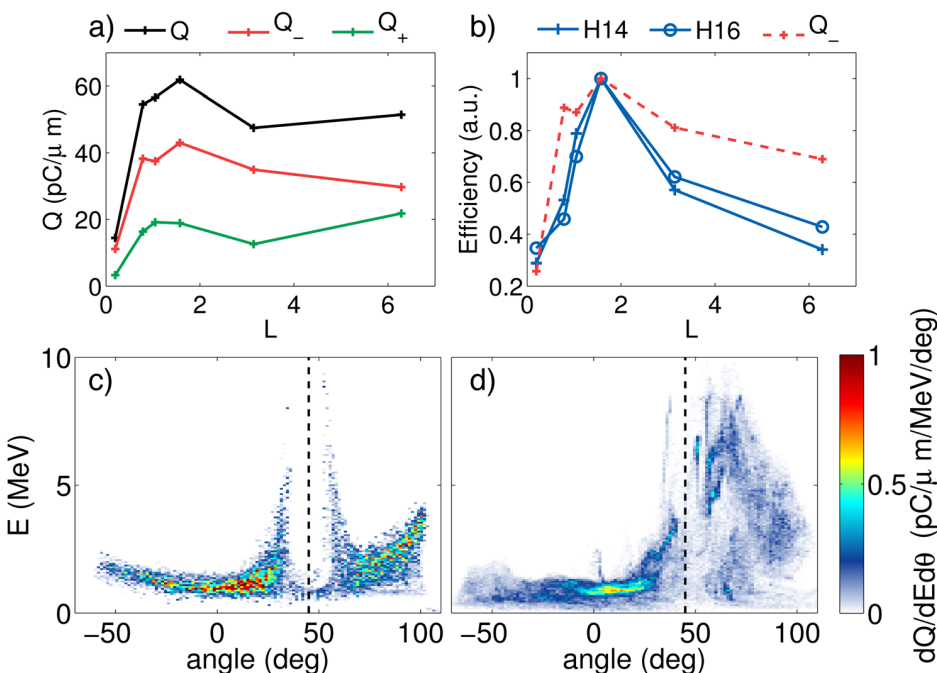 a) Q Q_ Q+
b) H14 H16 Q_
Q (pC/μ m)
60
40
20
0
0 2 4 6
L
Efficiency (a.u.)
1
0.8
0.6
0.4
0.2
0 2 4 6
L
c)
E (MeV)
10
5
0
−50 0 50 100
angle (deg)
d)
−50 0 50 100
angle (deg)
1
0.5
0
dQ/dEdθ (pC/μ m/MeV/deg)